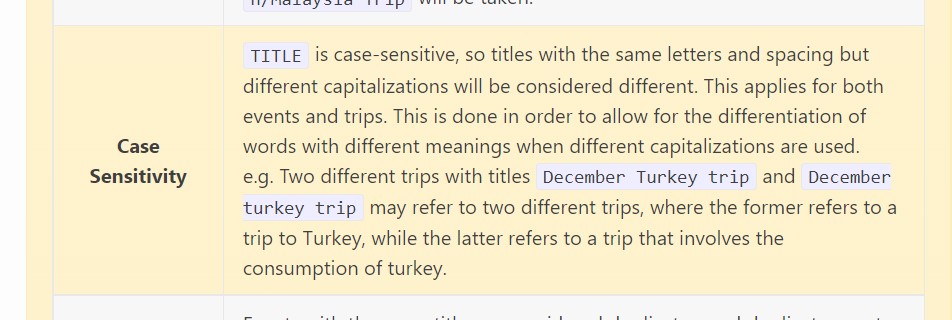 n/Malaysia Trip will be taken.
TITLE is case-sensitive, so titles with the same letters and spacing but
different capitalizations will be considered different. This applies for both
events and trips. This is done in order to allow for the differentiation of
words with different meanings when different capitalizations are used.
Case
Sensitivity
e.g. Two different trips with titles December Turkey trip and December
turkey trip may refer to two different trips, where the former refers to a
trip to Turkey, while the latter refers to a trip that involves the
consumption of turkey.